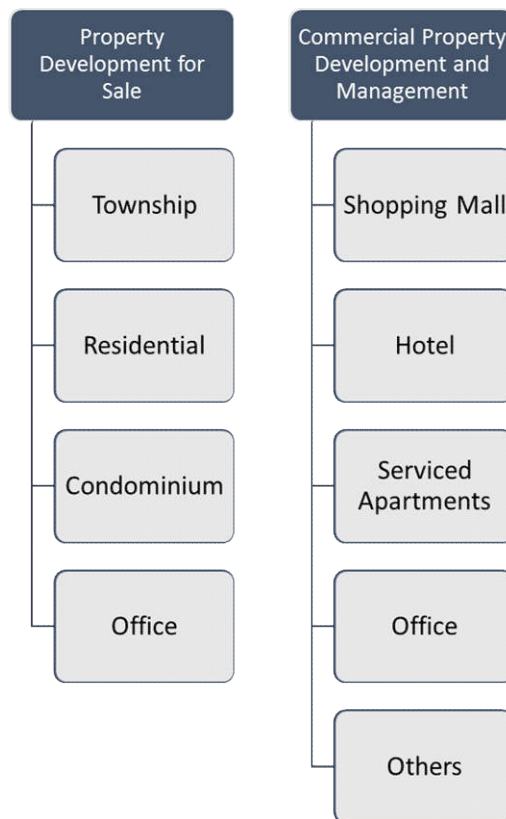 Property
Development for
Sale
Township
Residential
Condominium
Office
Commercial Property
Development and
Management
Shopping Mall
Hotel
Serviced
Apartments
Office
Others